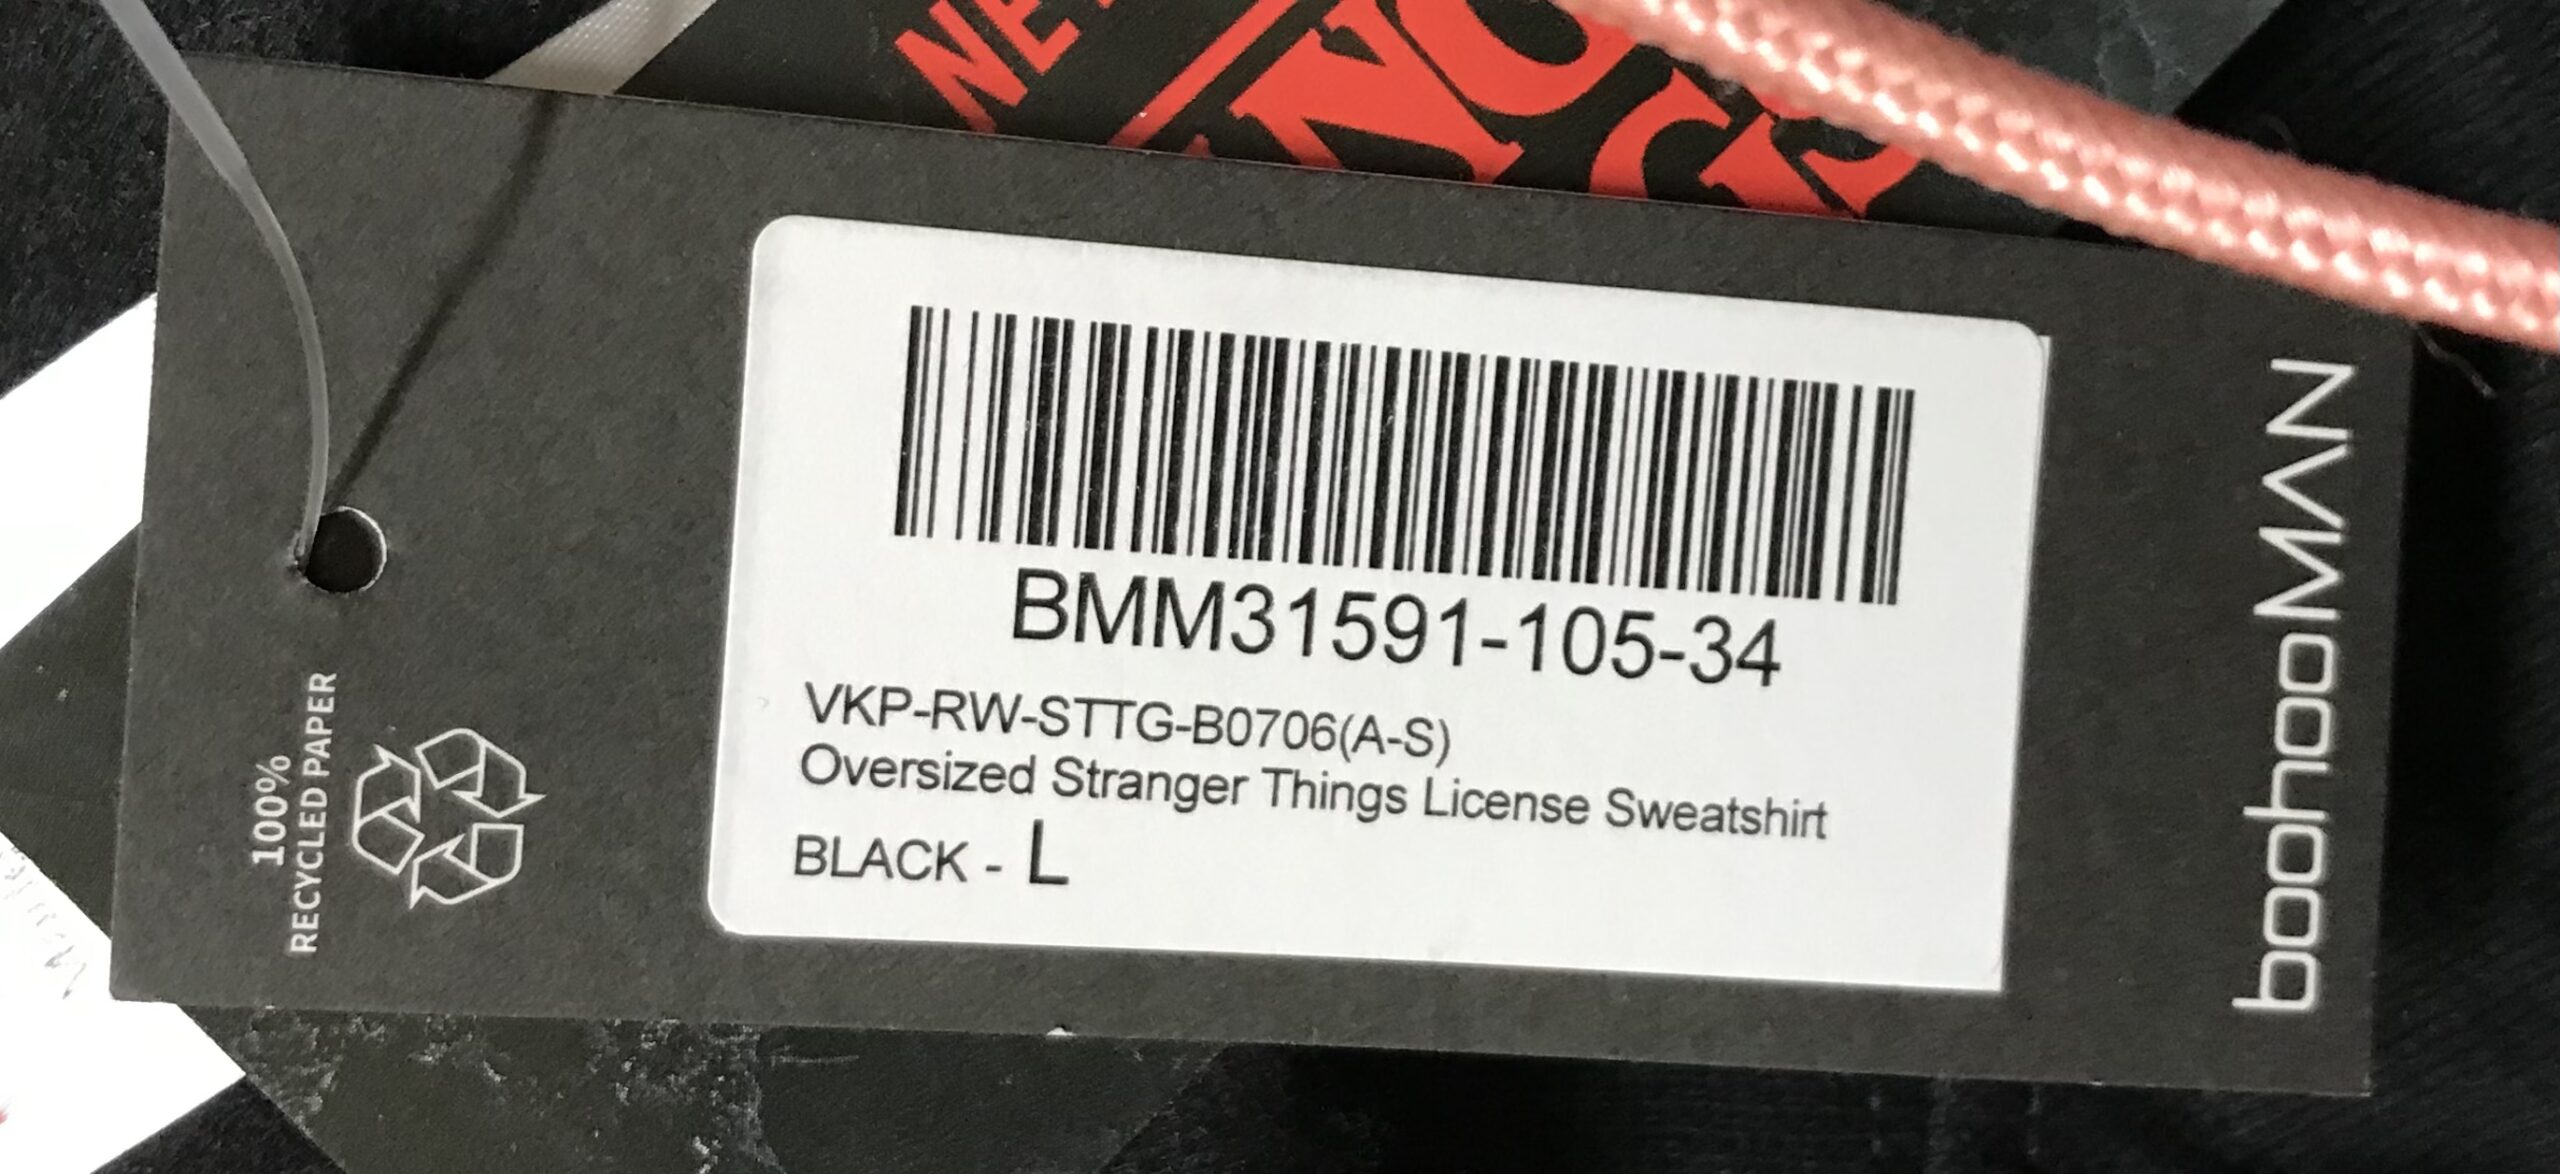 BMM31591-105-34
VKP-RW-STTG-B0706(A-S)
Oversized Stranger Things License Sweatshirt
BLACK - L
100%
RECYCLED PAPER
boohooMAN